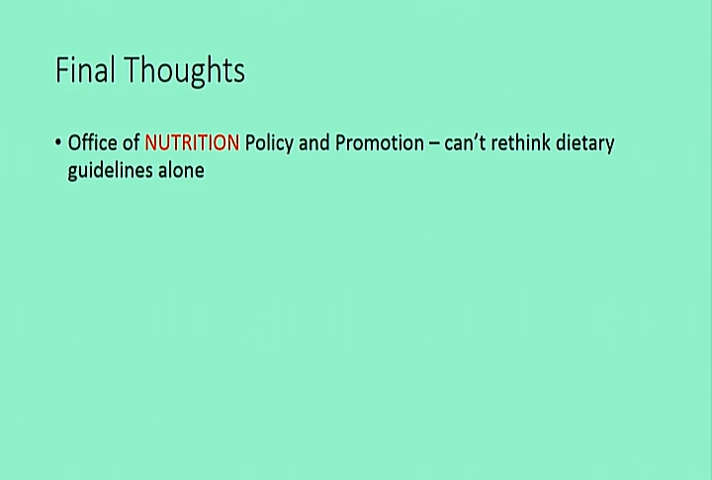 Final Thoughts
• Office of NUTRITION Policy and Promotion – can't rethink dietary
guidelines alone